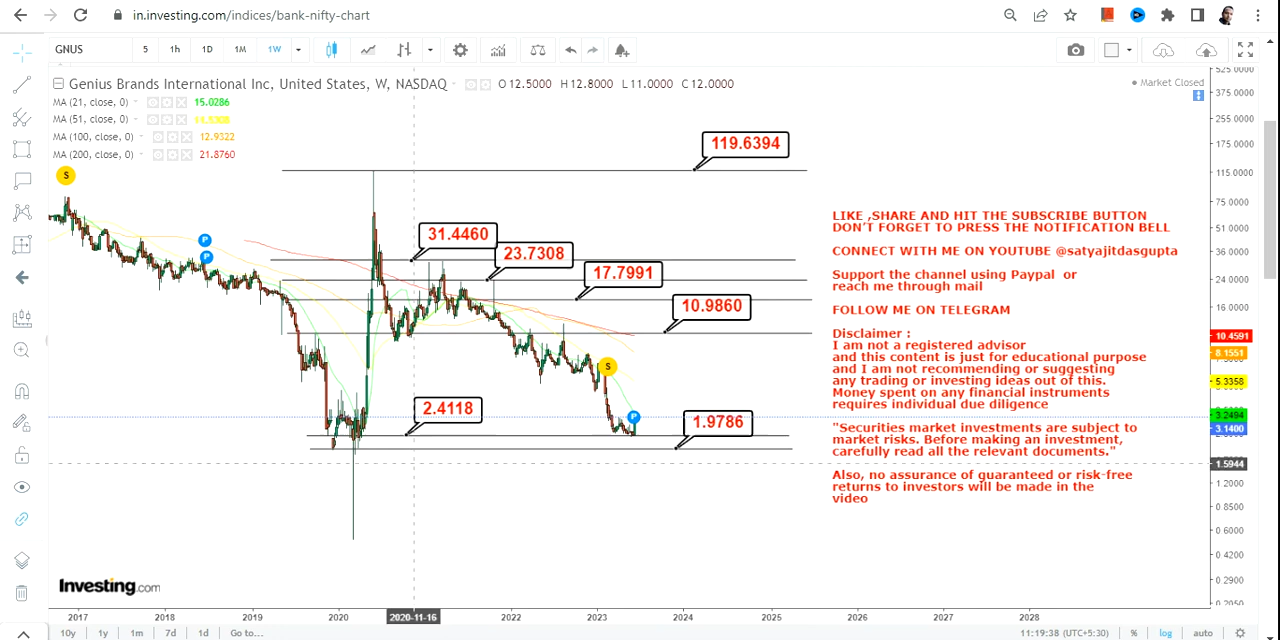 in.investing.com/indices/bank-nifty-chart
GNUS 5 1h 1D 1M 1W
Genius Brands International Inc, United States, W, NASDAQ O 12.5000 H 12.8000 L 11.0000 C 12.0000
Market Closed
MA (21, close, 0) 15.0286
MA (51, close, 0)
MA (100, close, 0) 12.9322
MA (200, close, 0) 21.8760
S
P
P
S
P
119.6394
31.4460
23.7308
17.7991
10.9860
2.4118
1.9786
LIKE ,SHARE AND HIT THE SUBSCRIBE BUTTON
DON'T FORGET TO PRESS THE NOTIFICATION BELL
CONNECT WITH ME ON YOUTUBE @satyajitdasgupta
Support the channel using Paypal or
reach me through mail
FOLLOW ME ON TELEGRAM
Disclaimer :
I am not a registered advisor
and this content is just for educational purpose
and I am not recommending or suggesting
any trading or investing ideas out of this.
Money spent on any financial instruments
requires individual due diligence
"Securities market investments are subject to
market risks. Before making an investment,
carefully read all the relevant documents."
Also, no assurance of guaranteed or risk-free
returns to investors will be made in the
video
525.0000
375.0000
255.0000
175.0000
115.0000
75.0000
51.0000
36.0000
24.0000
16.0000
10.4591
8.1551
5.3358
3.2494
3.1400
1.5944
1.2000
0.8500
0.6000
0.4200
0.2900
0.2050
Investing.com
2017 2018 2019 2020 2020-11-16 2022 2023 2024 2025 2026 2027 2028
10y 1y 1m 7d 1d Go to... 11:19:38 (UTC+5:30) % log auto